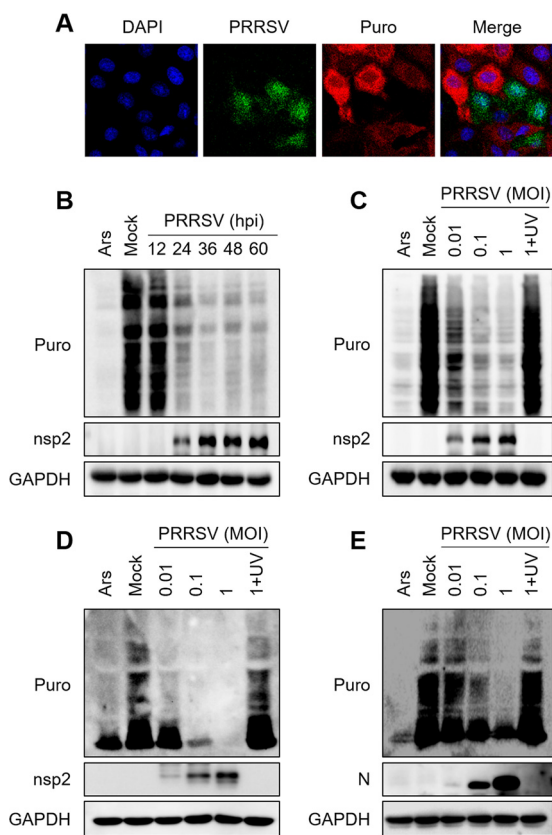 A
DAPI PRRSV Puro Merge
B
PRRSV (hpi)
Ars Mock 12 24 36 48 60
Puro
nsp2
GAPDH
C
PRRSV (MOI)
Ars Mock 0.01 0.1 1 1+UV
Puro
nsp2
GAPDH
D
PRRSV (MOI)
Ars Mock 0.01 0.1 1 1+UV
Puro
nsp2
GAPDH
E
PRRSV (MOI)
Ars Mock 0.01 0.1 1 1+UV
Puro
N
GAPDH